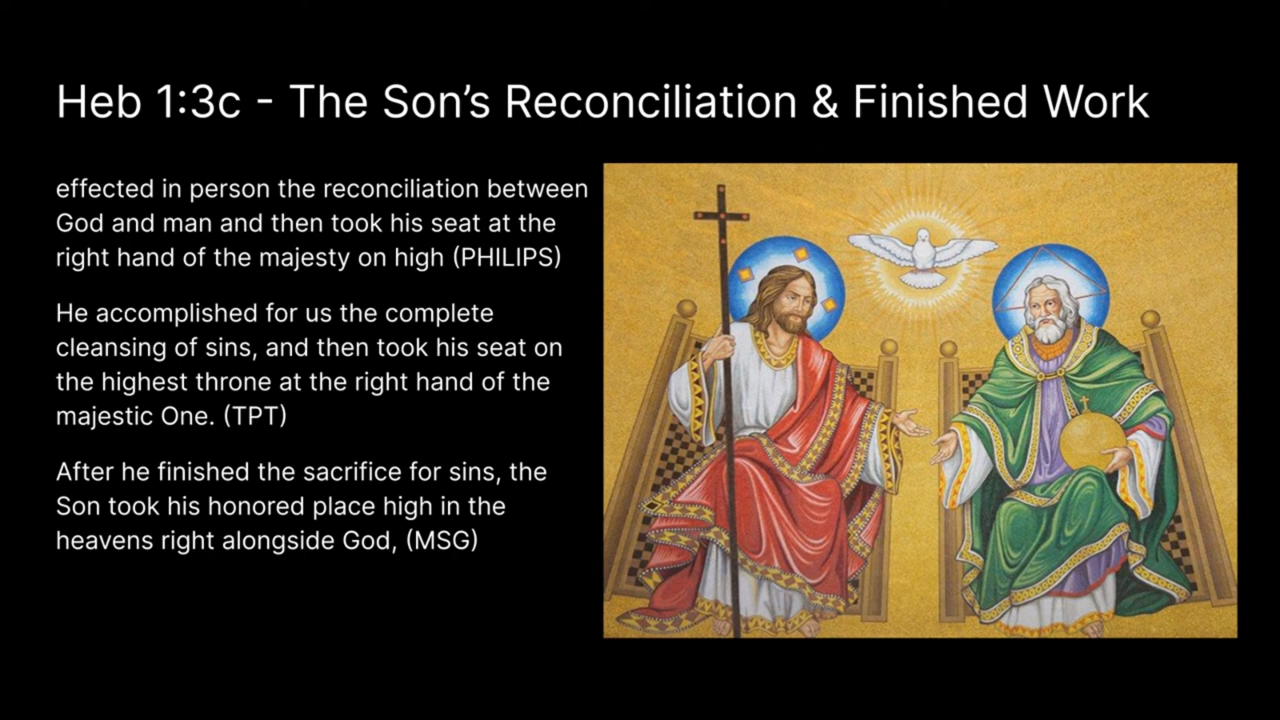 Heb 1:3c - The Son’s Reconciliation & Finished Work
effected in person the reconciliation between
God and man and then took his seat at the
right hand of the majesty on high (PHILIPS)
He accomplished for us the complete
cleansing of sins, and then took his seat on
the highest throne at the right hand of the
majestic One. (TPT)
After he finished the sacrifice for sins, the
Son took his honored place high in the
heavens right alongside God, (MSG)